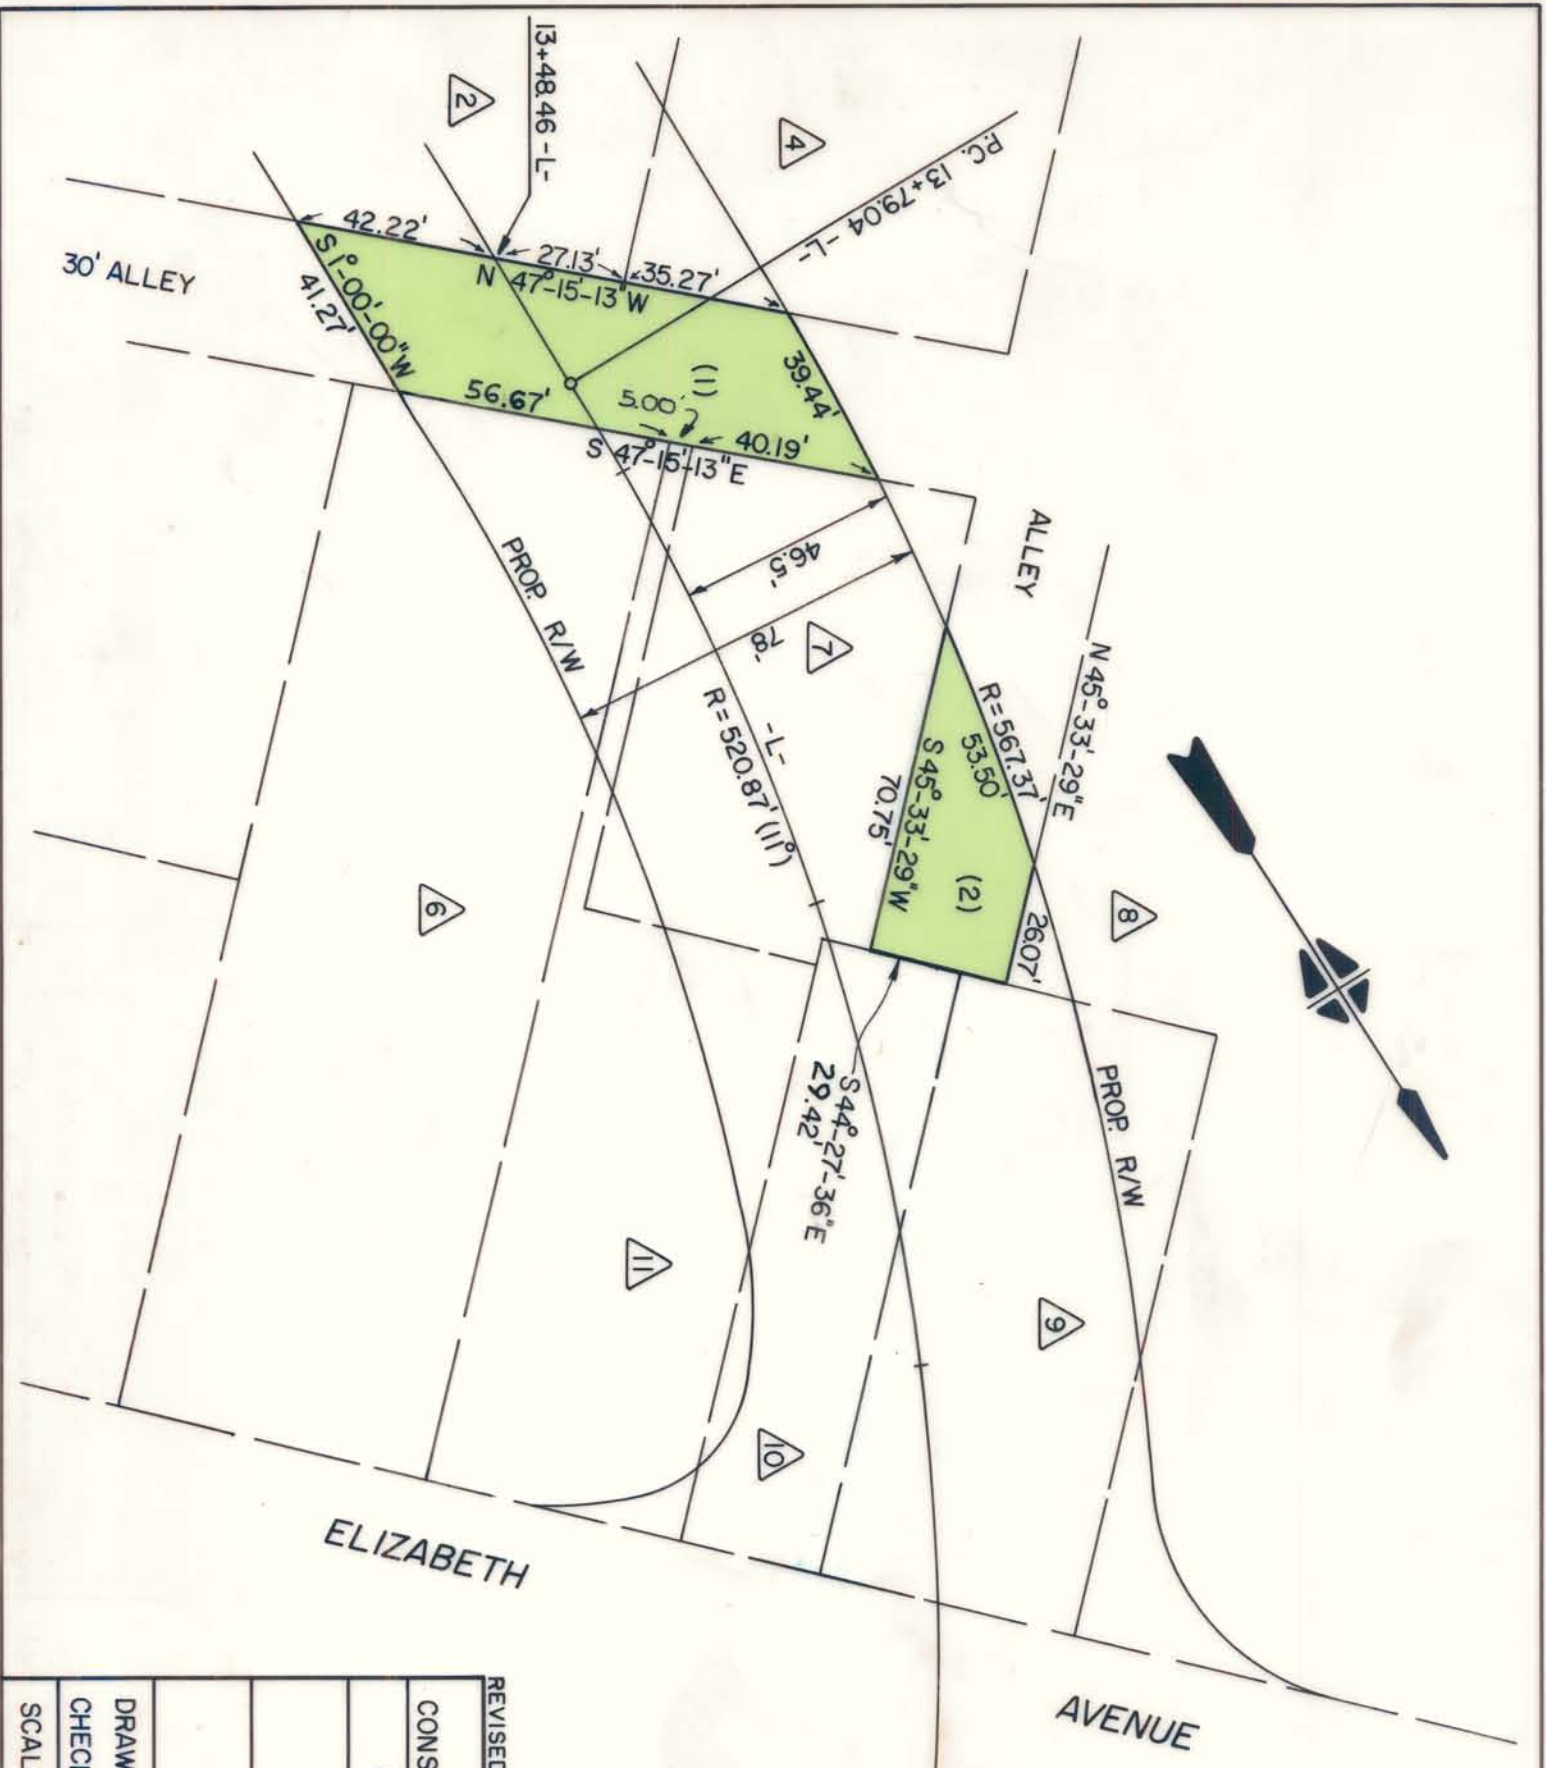 13+48.46 -L-
2
4
P.C. 13+79.04 -L-
42.22'
27.13'
35.27'
N 47°-15'-13"W
30' ALLEY
S 1°-00'-00"W
41.27'
(1)
39.44'
56.67'
5.00'
40.19'
S 47°-15'-13"E
ALLEY
46.5'
78'
7
PROP. R/W
N 45°-33'-29"E
R=567.37'
53.50'
S 45°-33'-29"W
70.75'
(2)
26.07'
-L-
R=520.87' (11°)
6
8
S 44°-27'-36"E
29.42'
PROP. R/W
11
9
10
ELIZABETH
AVENUE
REVISED
CONS
DRAW
CHEC
SCAL